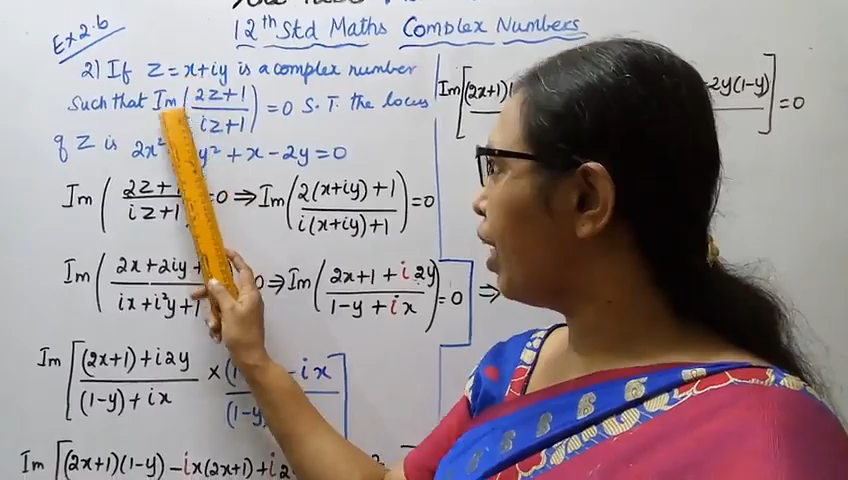 12th Std Maths Complex Numbers
Ex 2.6
2) If z = x+iy is a complex number
Such that Im (2z+1 / iz+1) = 0 S.T. the locus
of z is 2x² y² + x - 2y = 0
Im ( 2z+ / iz+1 =0 ⇒ Im (2(x+iy)+1 / i(x+iy)+1) = 0
Im ( 2x+2iy+ / ix+i²y+1 0 ⇒ Im (2x+1+i2y / 1-y+ix) = 0 ⇒
Im [ (2x+1)+i2y / (1-y)+ix × (1 -ix / (1-y)
Im [ (2x+1)(1-y) - ix(2x+1) + i2
Im [ (2x+1) -2y(1-y) ] = 0